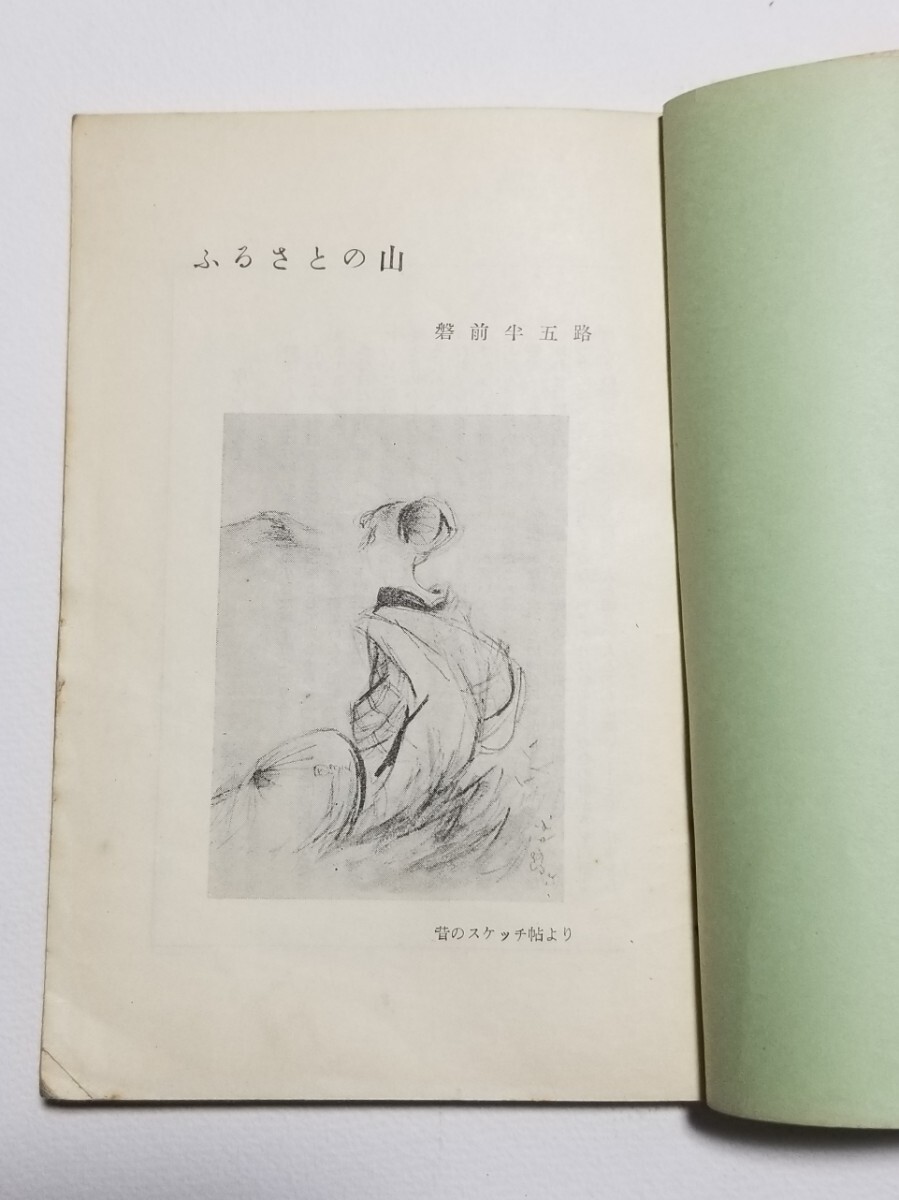 ふるさとの山
磐前半五路
昔のスケッチ帖より